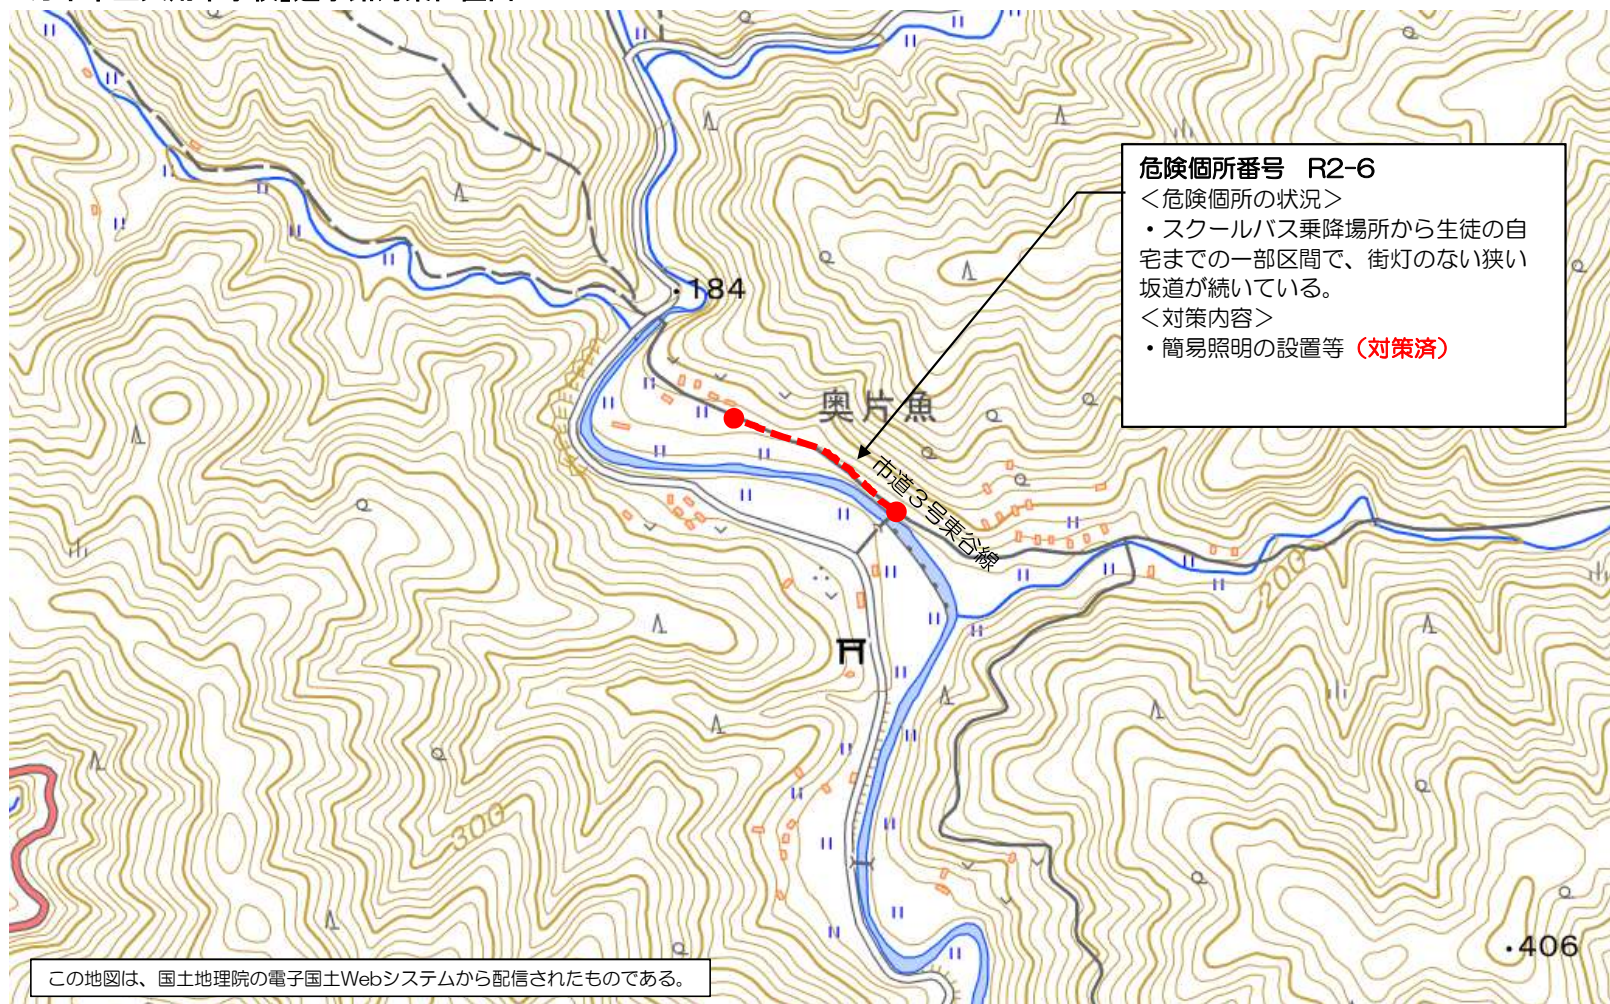 危険個所番号　R2-6
＜危険個所の状況＞
・スクールバス乗降場所から生徒の自
宅までの一部区間で、街灯のない狭い
坂道が続いている。
＜対策内容＞
・簡易照明の設置等（対策済）
・184
奥片魚
市道３号東谷線
200
300
・406
この地図は、国土地理院の電子国土Webシステムから配信されたものである。